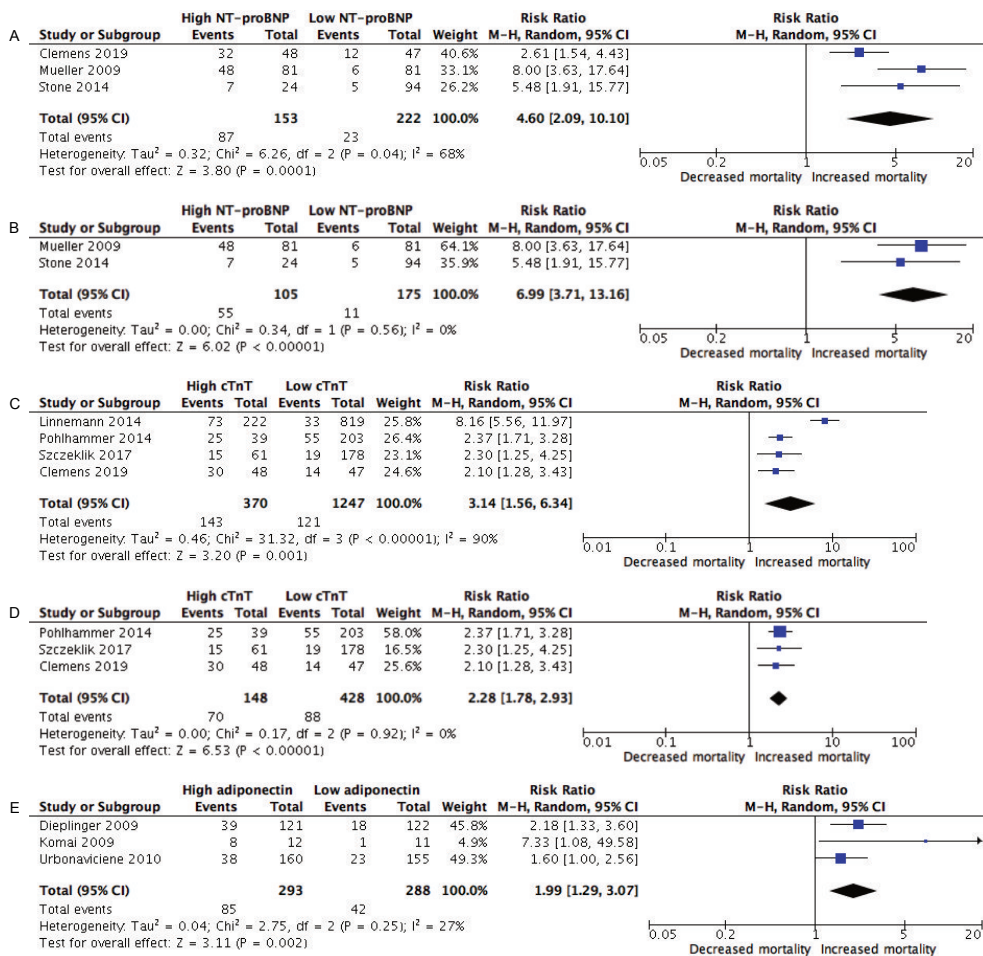 A High NT-proBNP Low NT-proBNP Risk Ratio Risk Ratio
Study or Subgroup Events Total Events Total Weight M-H, Random, 95% CI M-H, Random, 95% CI
Clemens 2019 32 48 12 47 40.6% 2.61 [1.54, 4.43]
Mueller 2009 48 81 6 81 33.1% 8.00 [3.63, 17.64]
Stone 2014 7 24 5 94 26.2% 5.48 [1.91, 15.77]
Total (95% CI) 153 222 100.0% 4.60 [2.09, 10.10]
Total events 87 23
Heterogeneity: Tau² = 0.32; Chi² = 6.26, df = 2 (P = 0.04); I² = 68%
Test for overall effect: Z = 3.80 (P = 0.0001)
0.05 0.2 1 5 20
Decreased mortality Increased mortality
B High NT-proBNP Low NT-proBNP Risk Ratio Risk Ratio
Study or Subgroup Events Total Events Total Weight M-H, Random, 95% CI M-H, Random, 95% CI
Mueller 2009 48 81 6 81 64.1% 8.00 [3.63, 17.64]
Stone 2014 7 24 5 94 35.9% 5.48 [1.91, 15.77]
Total (95% CI) 105 175 100.0% 6.99 [3.71, 13.16]
Total events 55 11
Heterogeneity: Tau² = 0.00; Chi² = 0.34, df = 1 (P = 0.56); I² = 0%
Test for overall effect: Z = 6.02 (P < 0.00001)
0.05 0.2 1 5 20
Decreased mortality Increased mortality
C High cTnT Low cTnT Risk Ratio Risk Ratio
Study or Subgroup Events Total Events Total Weight M-H, Random, 95% CI M-H, Random, 95% CI
Linnemann 2014 73 222 33 819 25.8% 8.16 [5.56, 11.97]
Pohlhammer 2014 25 39 55 203 26.4% 2.37 [1.71, 3.28]
Szczeklik 2017 15 61 19 178 23.1% 2.30 [1.25, 4.25]
Clemens 2019 30 48 14 47 24.6% 2.10 [1.28, 3.43]
Total (95% CI) 370 1247 100.0% 3.14 [1.56, 6.34]
Total events 143 121
Heterogeneity: Tau² = 0.46; Chi² = 31.32, df = 3 (P < 0.00001); I² = 90%
Test for overall effect: Z = 3.20 (P = 0.001)
0.01 0.1 1 10 100
Decreased mortality Increased mortality
D High cTnT Low cTnT Risk Ratio Risk Ratio
Study or Subgroup Events Total Events Total Weight M-H, Random, 95% CI M-H, Random, 95% CI
Pohlhammer 2014 25 39 55 203 58.0% 2.37 [1.71, 3.28]
Szczeklik 2017 15 61 19 178 16.5% 2.30 [1.25, 4.25]
Clemens 2019 30 48 14 47 25.6% 2.10 [1.28, 3.43]
Total (95% CI) 148 428 100.0% 2.28 [1.78, 2.93]
Total events 70 88
Heterogeneity: Tau² = 0.00; Chi² = 0.17, df = 2 (P = 0.92); I² = 0%
Test for overall effect: Z = 6.53 (P < 0.00001)
0.01 0.1 1 10 100
Decreased mortality Increased mortality
E High adiponectin Low adiponectin Risk Ratio Risk Ratio
Study or Subgroup Events Total Events Total Weight M-H, Random, 95% CI M-H, Random, 95% CI
Dieplinger 2009 39 121 18 122 45.8% 2.18 [1.33, 3.60]
Komai 2009 8 12 1 11 4.9% 7.33 [1.08, 49.58]
Urbonaviciene 2010 38 160 23 155 49.3% 1.60 [1.00, 2.56]
Total (95% CI) 293 288 100.0% 1.99 [1.29, 3.07]
Total events 85 42
Heterogeneity: Tau² = 0.04; Chi² = 2.75, df = 2 (P = 0.25); I² = 27%
Test for overall effect: Z = 3.11 (P = 0.002)
0.05 0.2 1 5 20
Decreased mortality Increased mortality